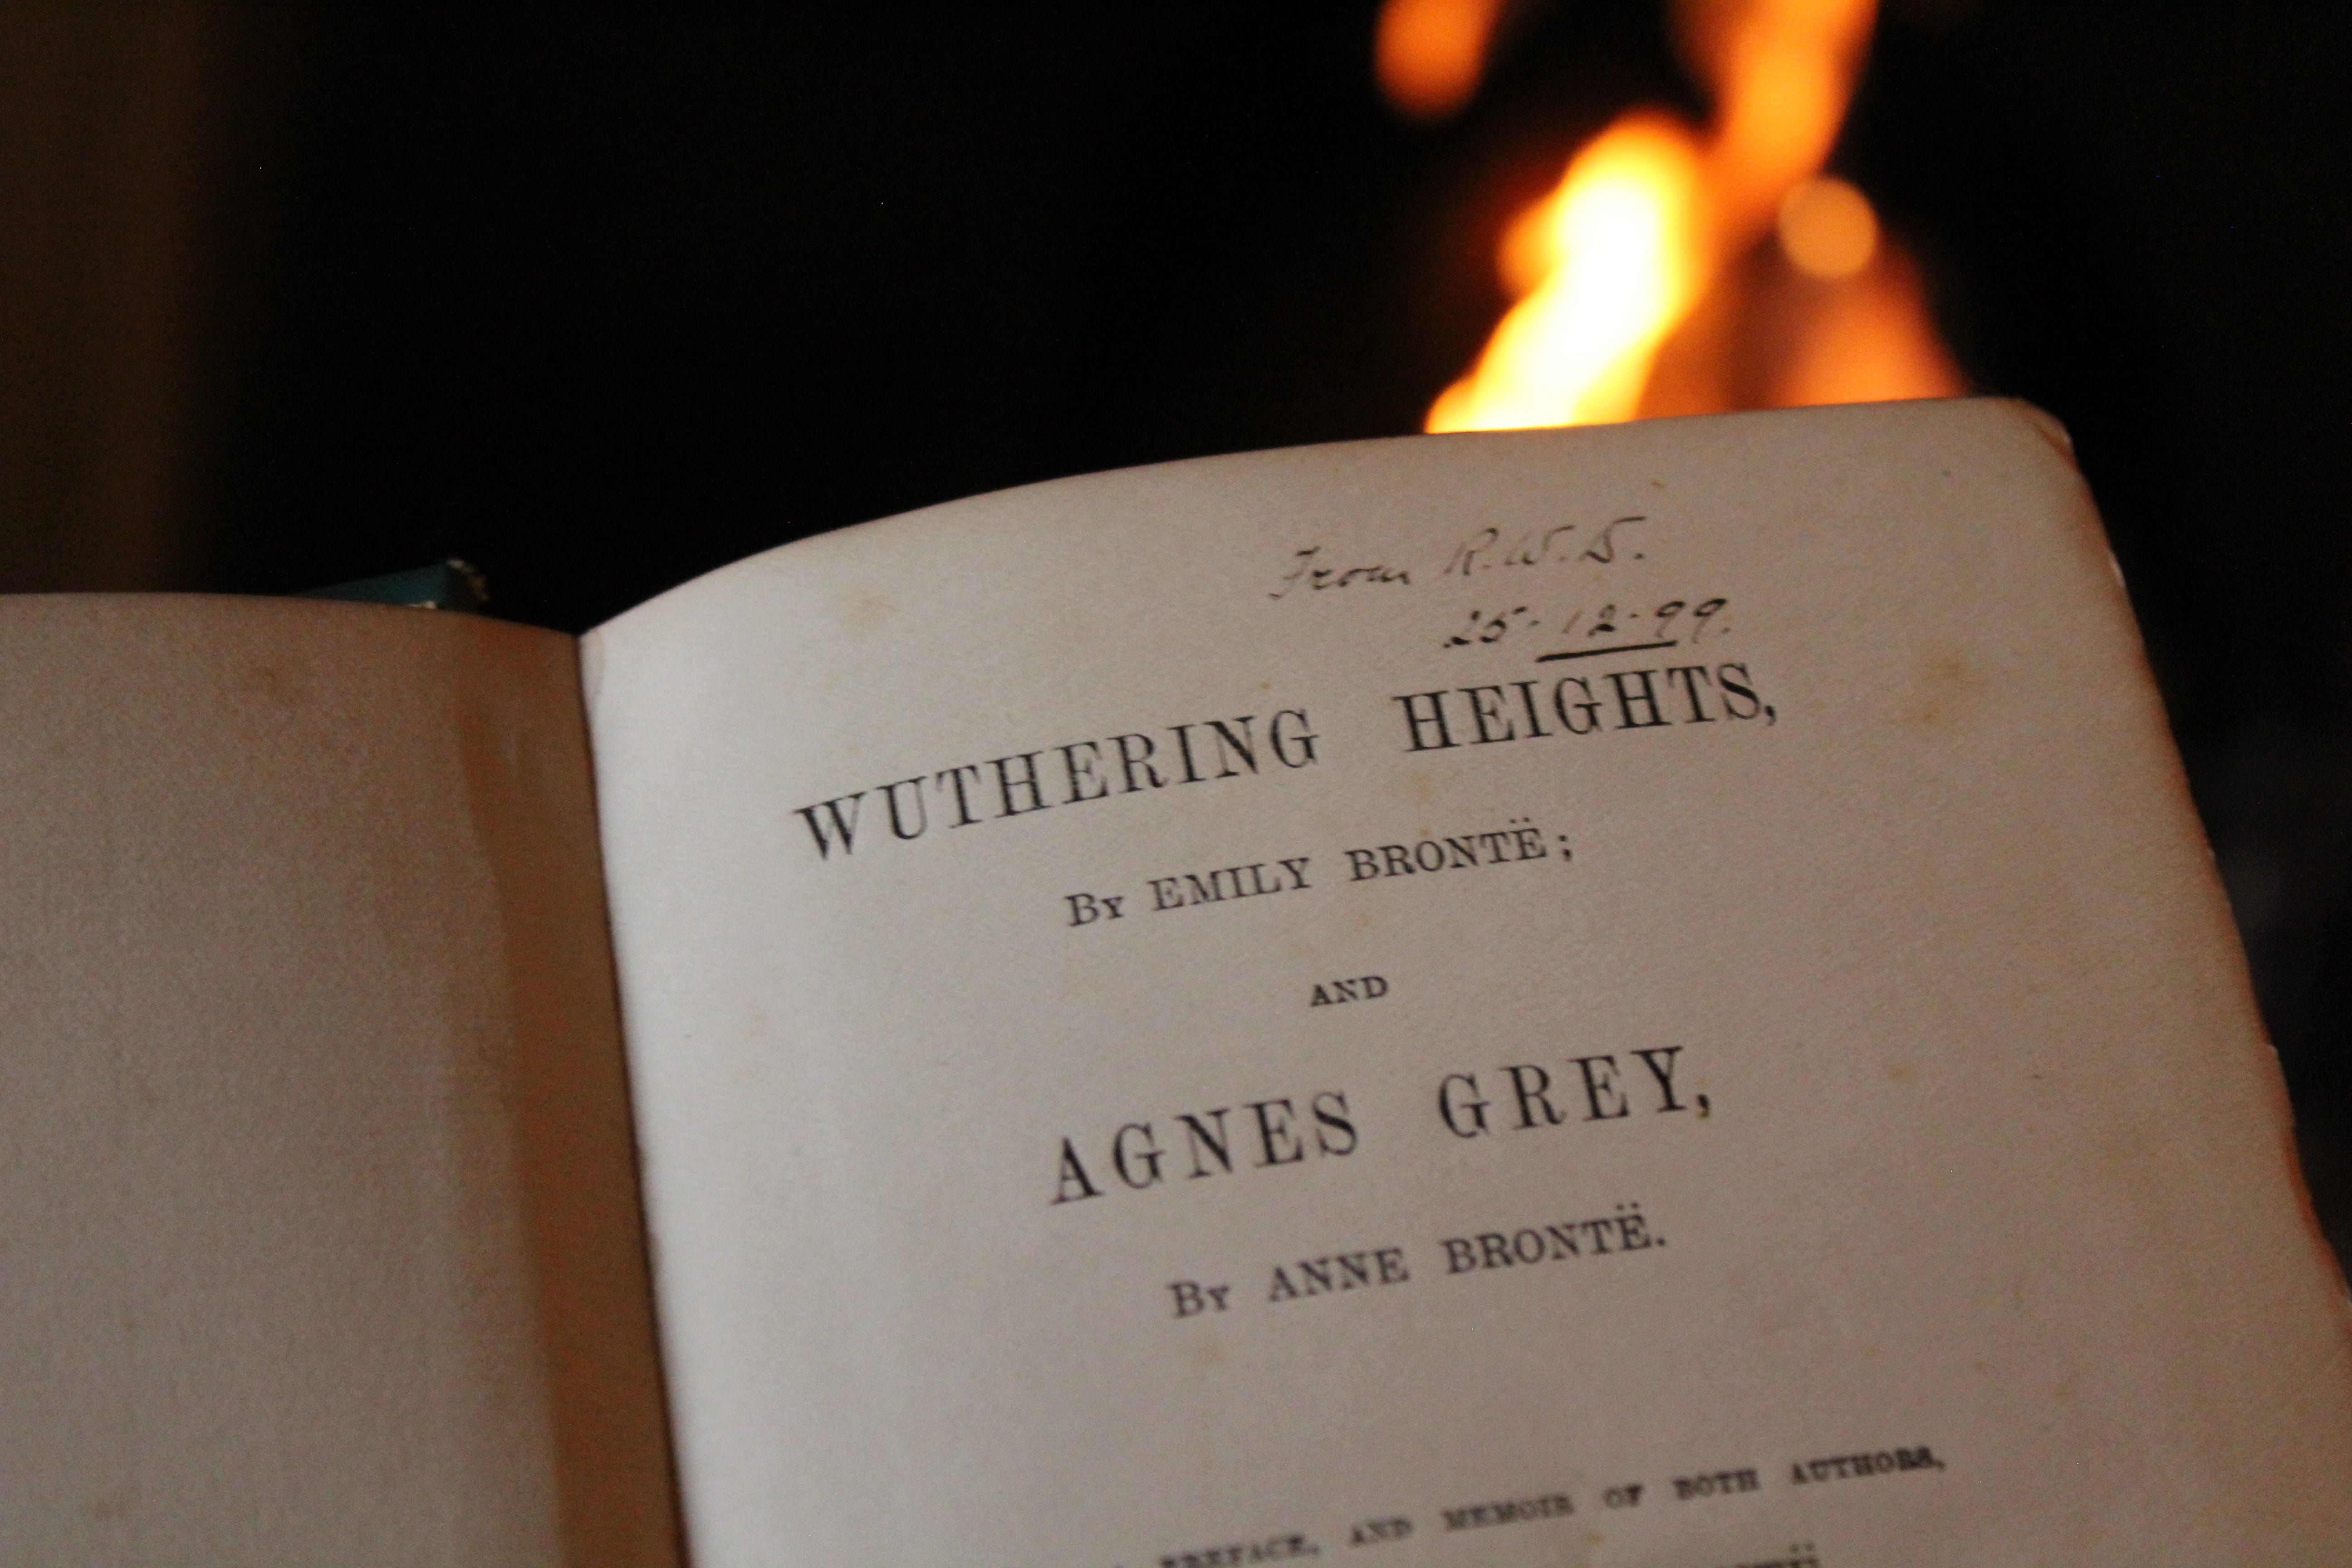 From R.W.S.
25·12·99.
WUTHERING HEIGHTS,
By EMILY BRONTË;
AND
AGNES GREY,
By ANNE BRONTË.
PREFACE, AND MEMOIR OF BOTH AUTHORS,